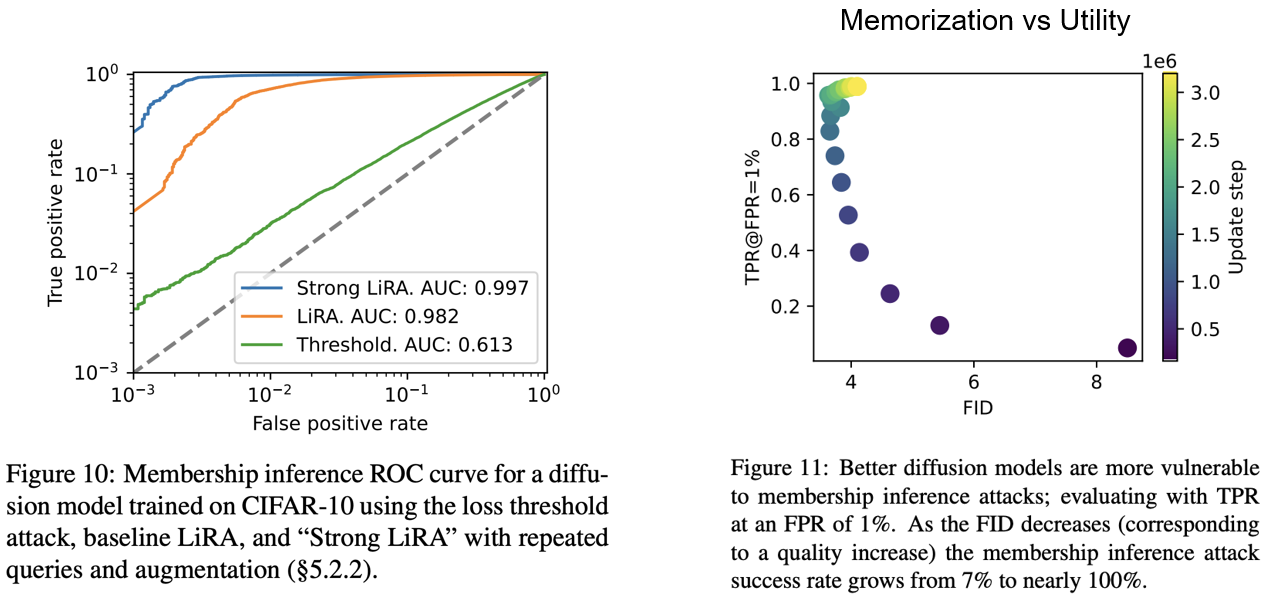 Memorization vs Utility
10⁰
10⁻¹
10⁻²
10⁻³
True positive rate
Strong LiRA. AUC: 0.997
LiRA. AUC: 0.982
Threshold. AUC: 0.613
10⁻³
10⁻²
10⁻¹
10⁰
False positive rate
Figure 10: Membership inference ROC curve for a diffu-
sion model trained on CIFAR-10 using the loss threshold
attack, baseline LiRA, and “Strong LiRA” with repeated
queries and augmentation (§5.2.2).
1.0
0.8
0.6
0.4
0.2
TPR@FPR=1%
4
6
8
FID
1e6
3.0
2.5
2.0
1.5
1.0
0.5
Update step
Figure 11: Better diffusion models are more vulnerable
to membership inference attacks; evaluating with TPR
at an FPR of 1%. As the FID decreases (corresponding
to a quality increase) the membership inference attack
success rate grows from 7% to nearly 100%.